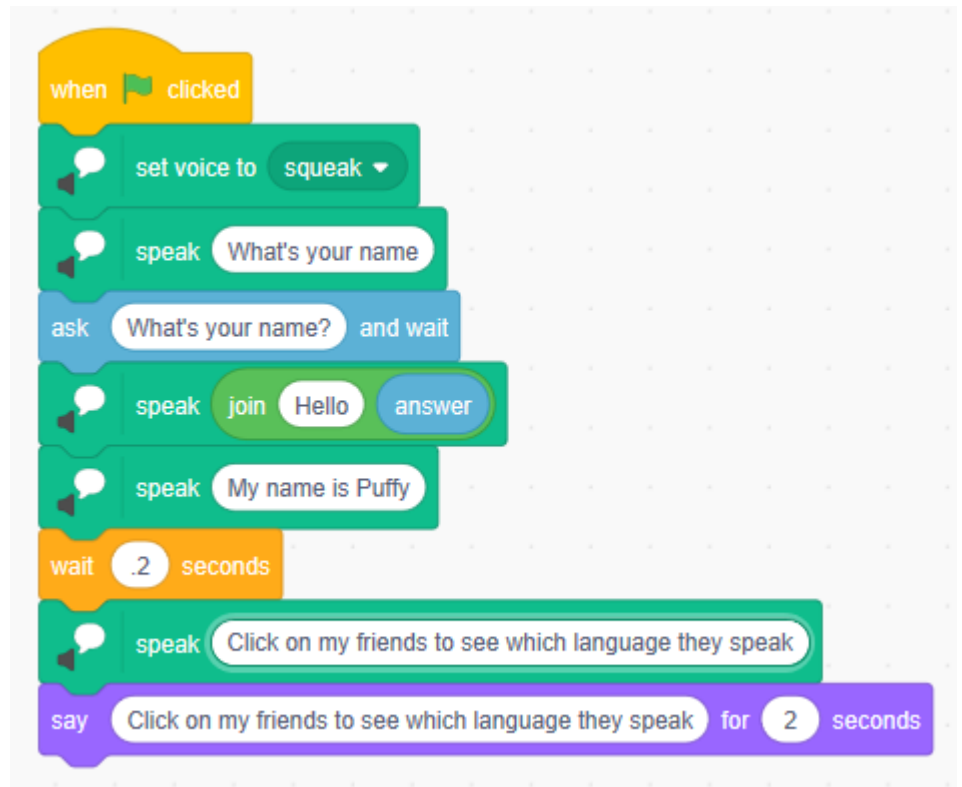 when clicked
set voice to squeak
speak What's your name
ask What's your name? and wait
speak join Hello answer
speak My name is Puffy
wait .2 seconds
speak Click on my friends to see which language they speak
say Click on my friends to see which language they speak for 2 seconds